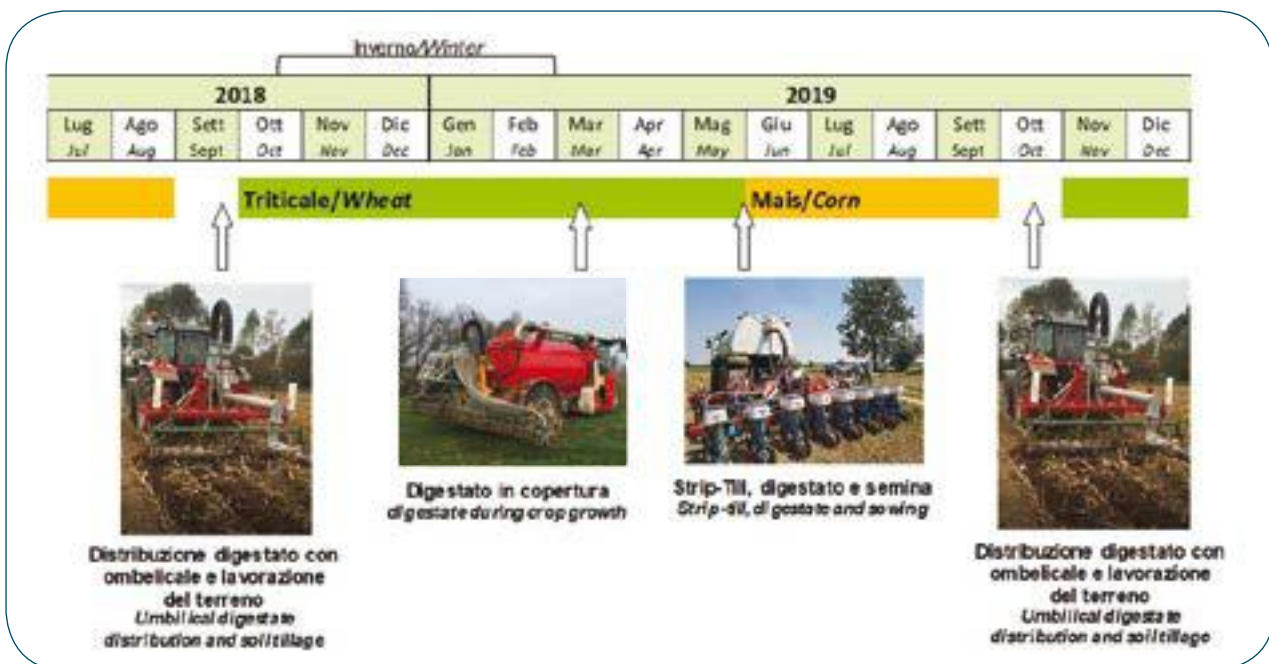 Inverno/Winter
2018 2019
Lug Ago Sett Ott Nov Dic Gen Feb Mar Apr Mag Giu Lug Ago Sett Ott Nov Dic
Jul Aug Sept Oct Nov Dec Jan Feb Mar Apr May Jun Jul Aug Sept Oct Nov Dec
Triticale/Wheat
Mais/Corn
Distribuzione digestato con
ombelicale e lavorazione
del terreno
Umbilical digestate
distribution and soil tillage
Digestato in copertura
digestate during crop growth
Strip-Till, digestato e semina
Strip-till, digestate and sowing
Distribuzione digestato con
ombelicale e lavorazione
del terreno
Umbilical digestate
distribution and soil tillage